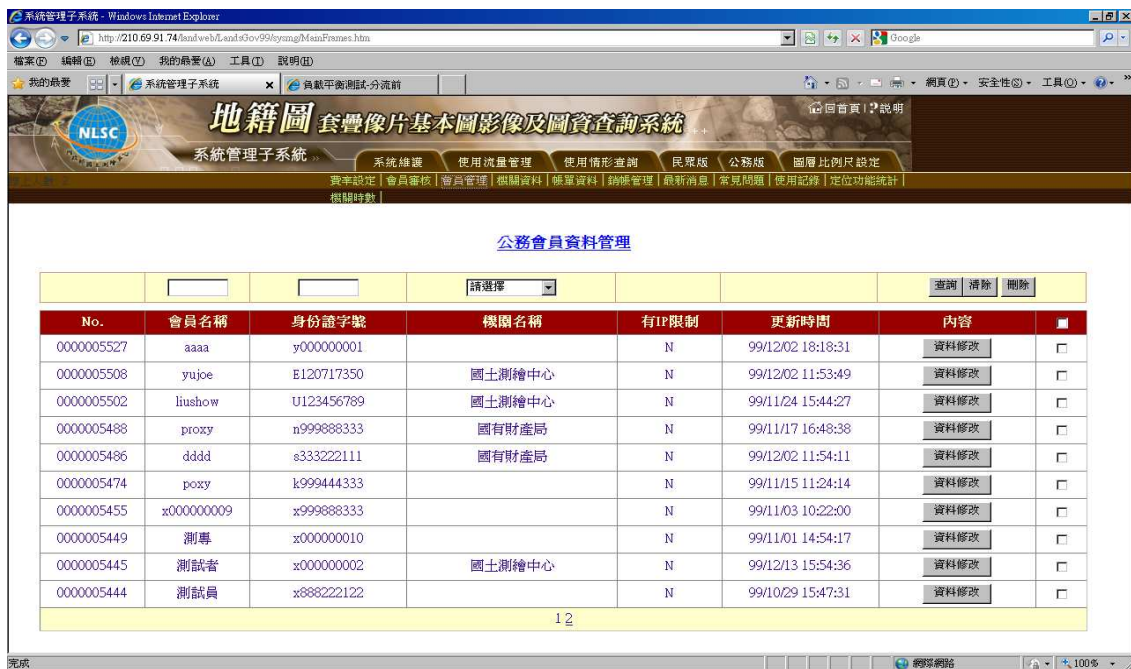 系統管理子系統 - Windows Internet Explorer
http://210.69.91.74/landweb/LandsGov99/sysmg/MainFrames.htm Google
檔案(F) 編輯(E) 檢視(V) 我的最愛(A) 工具(T) 說明(H)
我的最愛 系統管理子系統 負載平衡測試-分流前 網頁(P) 安全性(S) 工具(O)
NLSC 地籍圖套疊像片基本圖影像及圖資查詢系統 回首頁 | ? 說明
系統管理子系統 » 系統維護 使用流量管理 使用情形查詢 民眾版 公務版 圖層比例尺設定
費率設定 | 會員審核 | 會員管理 | 機關資料 | 帳單資料 | 銷帳管理 | 最新消息 | 常見問題 | 使用記錄 | 定位功能統計 |
機關時數 |
公務會員資料管理
請選擇 查詢 清除 刪除
No. 會員名稱 身份證字號 機關名稱 有IP限制 更新時間 內容
0000005527 aaaa y000000001 N 99/12/02 18:18:31 資料修改
0000005508 yujoe E120717350 國土測繪中心 N 99/12/02 11:53:49 資料修改
0000005502 liushow U123456789 國土測繪中心 N 99/11/24 15:44:27 資料修改
0000005488 proxy n999888333 國有財產局 N 99/11/17 16:48:38 資料修改
0000005486 dddd s333222111 國有財產局 N 99/12/02 11:54:11 資料修改
0000005474 poxy k999444333 N 99/11/15 11:24:14 資料修改
0000005455 x000000009 x999888333 N 99/11/03 10:22:00 資料修改
0000005449 測專 x000000010 N 99/11/01 14:54:17 資料修改
0000005445 測試者 x000000002 國土測繪中心 N 99/12/13 15:54:36 資料修改
0000005444 測試員 x888222122 N 99/10/29 15:47:31 資料修改
1 2
完成 網際網路 100%